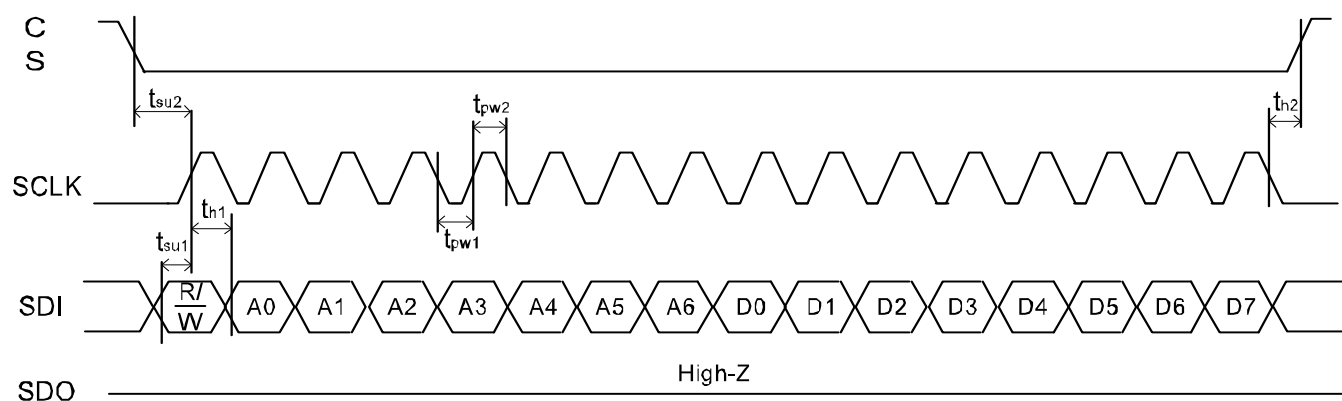 C
S
tsu2
tpw2
th2
SCLK
th1
tsu1
tpw1
SDI R/W A0 A1 A2 A3 A4 A5 A6 D0 D1 D2 D3 D4 D5 D6 D7
High-Z
SDO